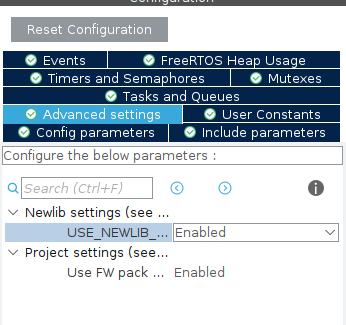 Configuration
Reset Configuration
Events FreeRTOS Heap Usage
Timers and Semaphores Mutexes
Tasks and Queues
Advanced settings User Constants
Config parameters Include parameters
Configure the below parameters :
Search (Ctrl+F)
Newlib settings (see ...
USE_NEWLIB_... Enabled
Project settings (see...
Use FW pack ... Enabled